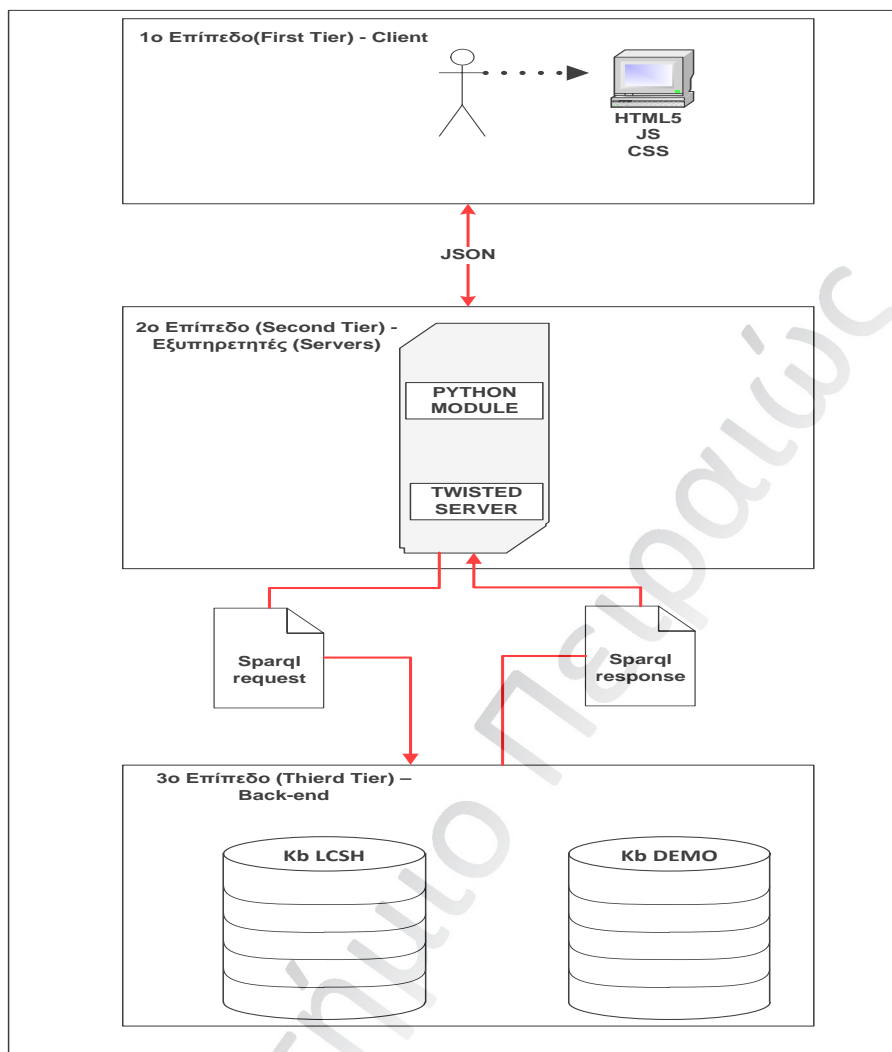 1ο Επίπεδο(First Tier) - Client
HTML5
JS
CSS
JSON
2ο Επίπεδο (Second Tier) -
Εξυπηρετητές (Servers)
PYTHON
MODULE
TWISTED
SERVER
Sparql
request
Sparql
response
3ο Επίπεδο (Thierd Tier) –
Back-end
Kb LCSH
Kb DEMO
Πειραιώς